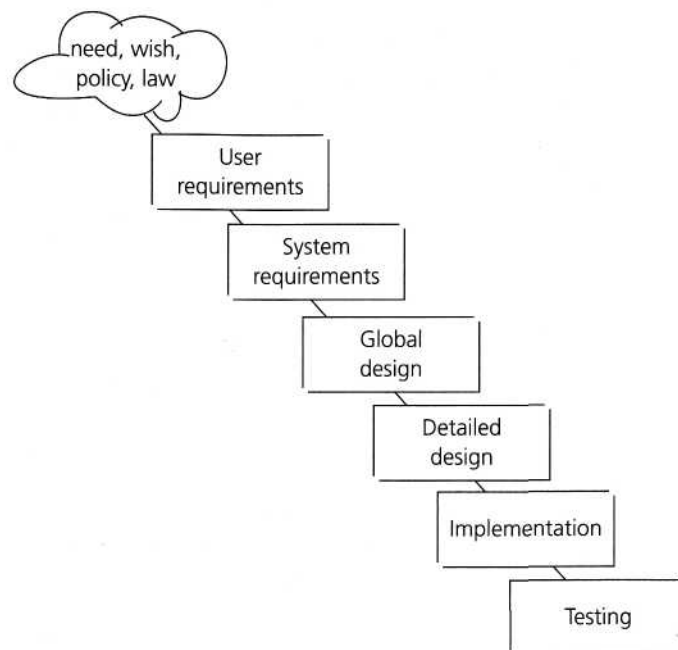 need, wish,
policy, law
User
requirements
System
requirements
Global
design
Detailed
design
Implementation
Testing